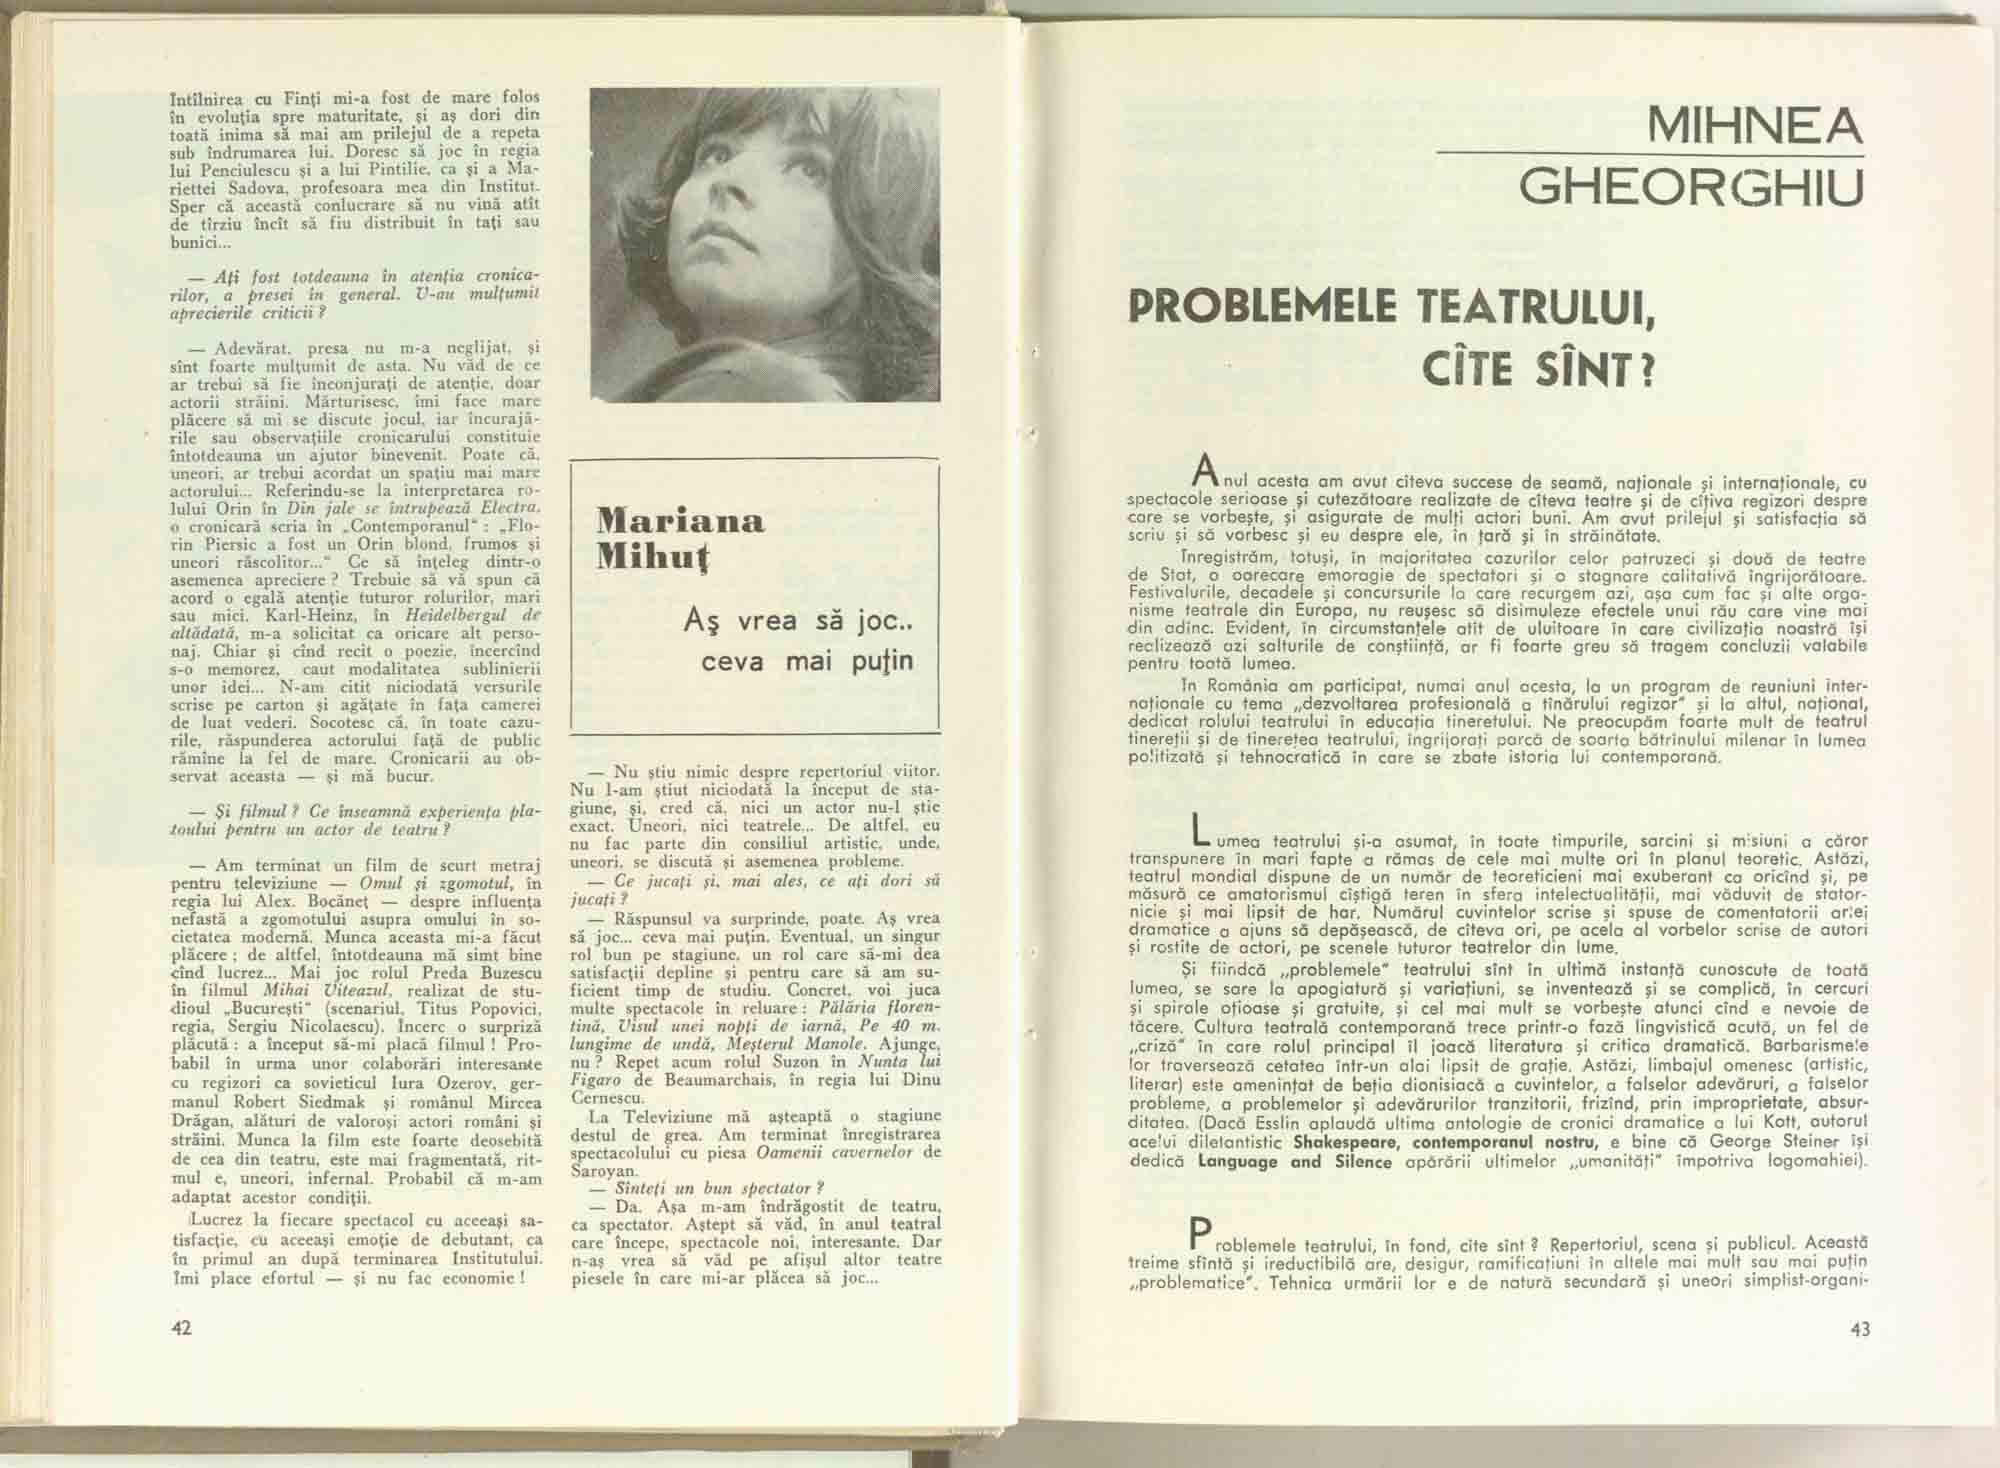 Întîlnirea cu Finți mi-a fost de mare folos
în evoluția spre maturitate, și aș dori din
toată inima să mai am prilejul de a repeta
sub îndrumarea lui. Doresc să joc în regia
lui Penciulescu și a lui Pintilie, ca și a Ma-
riettei Sadova, profesoara mea din Institut.
Sper că această conlucrare să nu vină atît
de tîrziu încît să fiu distribuit în tați sau
bunici...
— Ați fost totdeauna în atenția cronica-
rilor, a presei în general. V-au mulțumit
aprecierile criticii ?
— Adevărat, presa nu m-a neglijat, și
sînt foarte mulțumit de asta. Nu văd de ce
ar trebui să fie înconjurați de atenție, doar
actorii străini. Mărturisesc, îmi face mare
plăcere să mi se discute jocul, iar încurajă-
rile sau observațiile cronicarului constituie
întotdeauna un ajutor binevenit. Poate că,
uneori, ar trebui acordat un spațiu mai mare
actorului... Referindu-se la interpretarea ro-
lului Orin în Din jale se întrupează Electra,
o cronicară scria în „Contemporanul“ : „Flo-
rin Piersic a fost un Orin blond, frumos și
uneori răscolitor...“ Ce să înțeleg dintr-o
asemenea apreciere ? Trebuie să vă spun că
acord o egală atenție tuturor rolurilor, mari
sau mici. Karl-Heinz, în Heidelbergul de
altădată, m-a solicitat ca oricare alt perso-
naj. Chiar și cînd recit o poezie, încercînd
s-o memorez, caut modalitatea sublinierii
unor idei... N-am citit niciodată versurile
scrise pe carton și agățate în fața camerei
de luat vederi. Socotesc că, în toate cazu-
rile, răspunderea actorului față de public
rămîne la fel de mare. Cronicarii au ob-
servat aceasta — și mă bucur.
— Și filmul ? Ce înseamnă experiența pla-
toului pentru un actor de teatru ?
— Am terminat un film de scurt metraj
pentru televiziune — Omul și zgomotul, în
regia lui Alex. Bocăneț — despre influența
nefastă a zgomotului asupra omului în so-
cietatea modernă. Munca aceasta mi-a făcut
plăcere ; de altfel, întotdeauna mă simt bine
cînd lucrez... Mai joc rolul Preda Buzescu
în filmul Mihai Viteazul, realizat de stu-
dioul „București“ (scenariul, Titus Popovici,
regia, Sergiu Nicolaescu). Încerc o surpriză
plăcută : a început să-mi placă filmul ! Pro-
babil în urma unor colaborări interesante
cu regizori ca sovieticul Iura Ozerov, ger-
manul Robert Siedmak și românul Mircea
Drăgan, alături de valoroși actori români și
străini. Munca la film este foarte deosebită
de cea din teatru, este mai fragmentată, rit-
mul e, uneori, infernal. Probabil că m-am
adaptat acestor condiții.
Lucrez la fiecare spectacol cu aceeași sa-
tisfacție, cu aceeași emoție de debutant, ca
în primul an după terminarea Institutului.
Îmi place efortul — și nu fac economie !
42
Mariana
Mihuț
Aș vrea să joc..
ceva mai puțin
— Nu știu nimic despre repertoriul viitor.
Nu l-am știut niciodată la început de sta-
giune, și, cred că, nici un actor nu-l știe
exact. Uneori, nici teatrele... De altfel, eu
nu fac parte din consiliul artistic, unde,
uneori, se discută și asemenea probleme.
— Ce jucați și, mai ales, ce ați dori să
jucați ?
— Răspunsul va surprinde, poate. Aș vrea
să joc... ceva mai puțin. Eventual, un singur
rol bun pe stagiune, un rol care să-mi dea
satisfacții depline și pentru care să am su-
ficient timp de studiu. Concret, voi juca
multe spectacole în reluare : Pălăria floren-
tină, Visul unei nopți de iarnă, Pe 40 m.
lungime de undă, Meșterul Manole. Ajunge,
nu ? Repet acum rolul Suzon în Nunta lui
Figaro de Beaumarchais, în regia lui Dinu
Cernescu.
La Televiziune mă așteaptă o stagiune
destul de grea. Am terminat înregistrarea
spectacolului cu piesa Oamenii cavernelor de
Saroyan.
— Sînteți un bun spectator ?
— Da. Așa m-am îndrăgostit de teatru,
ca spectator. Aștept să văd, în anul teatral
care începe, spectacole noi, interesante. Dar
n-aș vrea să văd pe afișul altor teatre
piesele în care mi-ar plăcea să joc...
MIHNEA
GHEORGHIU
PROBLEMELE TEATRULUI,
CÎTE SÎNT ?
Anul acesta am avut cîteva succese de seamă, naționale și internaționale, cu
spectacole serioase și cutezătoare realizate de cîteva teatre și de cîțiva regizori despre
care se vorbește, și asigurate de mulți actori buni. Am avut prilejul și satisfacția să
scriu și să vorbesc și eu despre ele, în țară și în străinătate.
Înregistrăm, totuși, în majoritatea cazurilor celor patruzeci și două de teatre
de Stat, o oarecare emoragie de spectatori și o stagnare calitativă îngrijorătoare.
Festivalurile, decadele și concursurile la care recurgem azi, așa cum fac și alte orga-
nisme teatrale din Europa, nu reușesc să disimuleze efectele unui rău care vine mai
din adînc. Evident, în circumstanțele atît de uluitoare în care civilizația noastră își
reclizează azi salturile de conștiință, ar fi foarte greu să tragem concluzii valabile
pentru toată lumea.
În România am participat, numai anul acesta, la un program de reuniuni inter-
naționale cu tema „dezvoltarea profesională a tînărului regizor“ și la altul, național,
dedicat rolului teatrului în educația tineretului. Ne preocupăm foarte mult de teatrul
tinereții și de tinerețea teatrului, îngrijorați parcă de soarta bătrînului milenar în lumea
politizată și tehnocratică în care se zbate istoria lui contemporană.
Lumea teatrului și-a asumat, în toate timpurile, sarcini și misiuni a căror
transpunere în mari fapte a rămas de cele mai multe ori în planul teoretic. Astăzi,
teatrul mondial dispune de un număr de teoreticieni mai exuberant ca oricînd și, pe
măsură ce amatorismul cîștigă teren în sfera intelectualității, mai văduvit de stator-
nicie și mai lipsit de har. Numărul cuvintelor scrise și spuse de comentatorii artei
dramatice a ajuns să depășească, de cîteva ori, pe acela al vorbelor scrise de autori
și rostite de actori, pe scenele tuturor teatrelor din lume.
Și fiindcă „problemele“ teatrului sînt în ultimă instanță cunoscute de toată
lumea, se sare la apogiatură și variațiuni, se inventează și se complică, în cercuri
și spirale oțioase și gratuite, și cel mai mult se vorbește atunci cînd e nevoie de
tăcere. Cultura teatrală contemporană trece printr-o fază lingvistică acută, un fel de
„criză“ în care rolul principal îl joacă literatura și critica dramatică. Barbarismele
lor traversează cetatea într-un alai lipsit de grație. Astăzi, limbajul omenesc (artistic,
literar) este amenințat de beția dionisiacă a cuvintelor, a falselor adevăruri, a falselor
probleme, a problemelor și adevărurilor tranzitorii, frizînd, prin improprietate, absur-
ditatea. (Dacă Esslin aplaudă ultima antologie de cronici dramatice a lui Kott, autorul
acelui diletantistic Shakespeare, contemporanul nostru, e bine că George Steiner își
dedică Language and Silence apărării ultimelor „umanități“ împotriva logomahiei).
Problemele teatrului, în fond, cîte sînt ? Repertoriul, scena și publicul. Această
treime sfîntă și ireductibilă are, desigur, ramificațiuni în altele mai mult sau mai puțin
„problematice“. Tehnica urmării lor e de natură secundară și uneori simplist-organi-
43